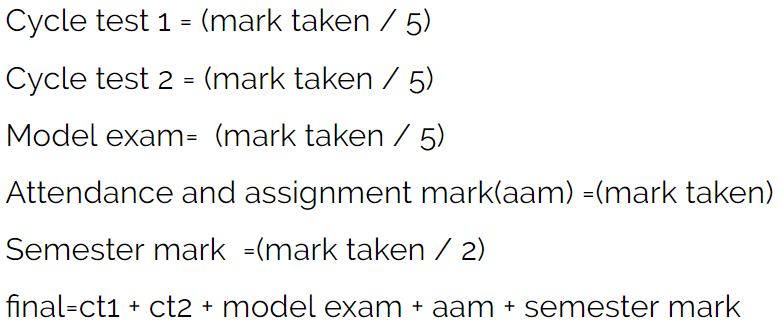 Cycle test 1 = (mark taken / 5)
Cycle test 2 = (mark taken / 5)
Model exam=  (mark taken / 5)
Attendance and assignment mark(aam) =(mark taken)
Semester mark  =(mark taken / 2)
final=ct1 + ct2 + model exam + aam + semester mark